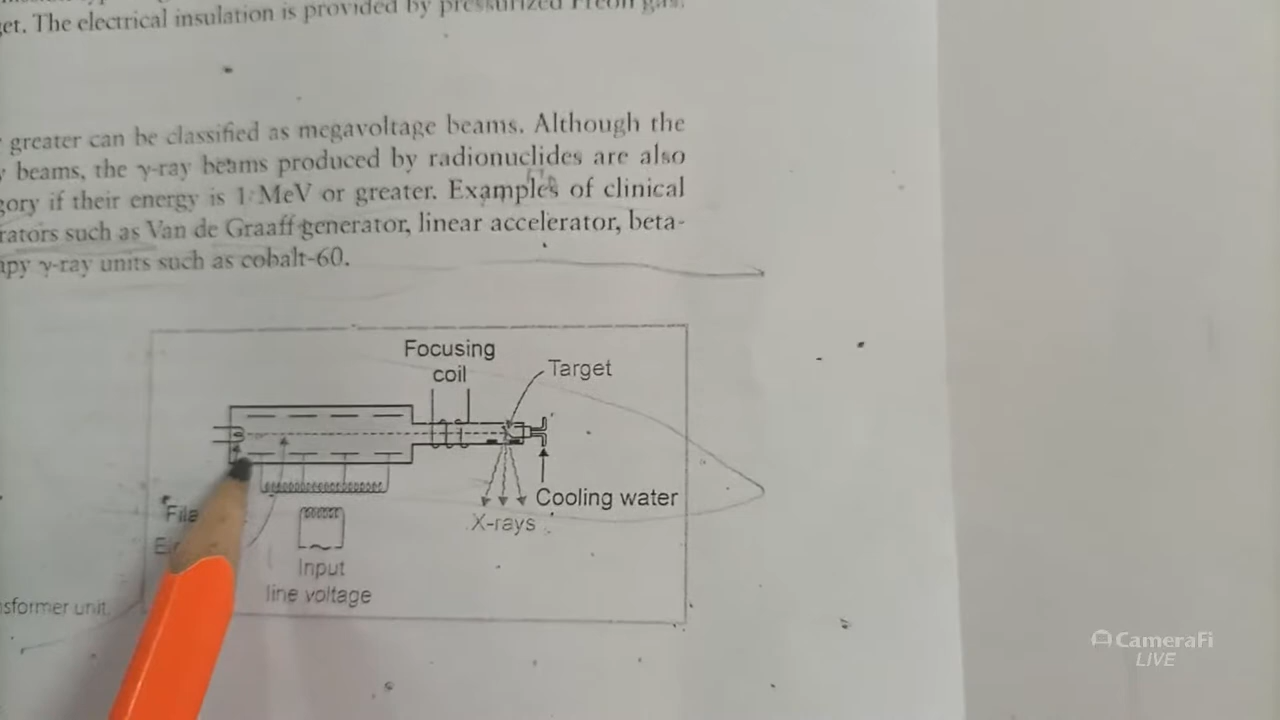 get. The electrical insulation is provided by pressurized Freon gas.
greater can be classified as megavoltage beams. Although the
beams, the γ-ray beams produced by radionuclides are also
gory if their energy is 1 MeV or greater. Examples of clinical
rators such as Van de Graaff generator, linear accelerator, beta-
apy γ-ray units such as cobalt-60.
Focusing
coil
Target
Cooling water
Fila
X-rays
Input
line voltage
sformer unit.
CameraFi
LIVE